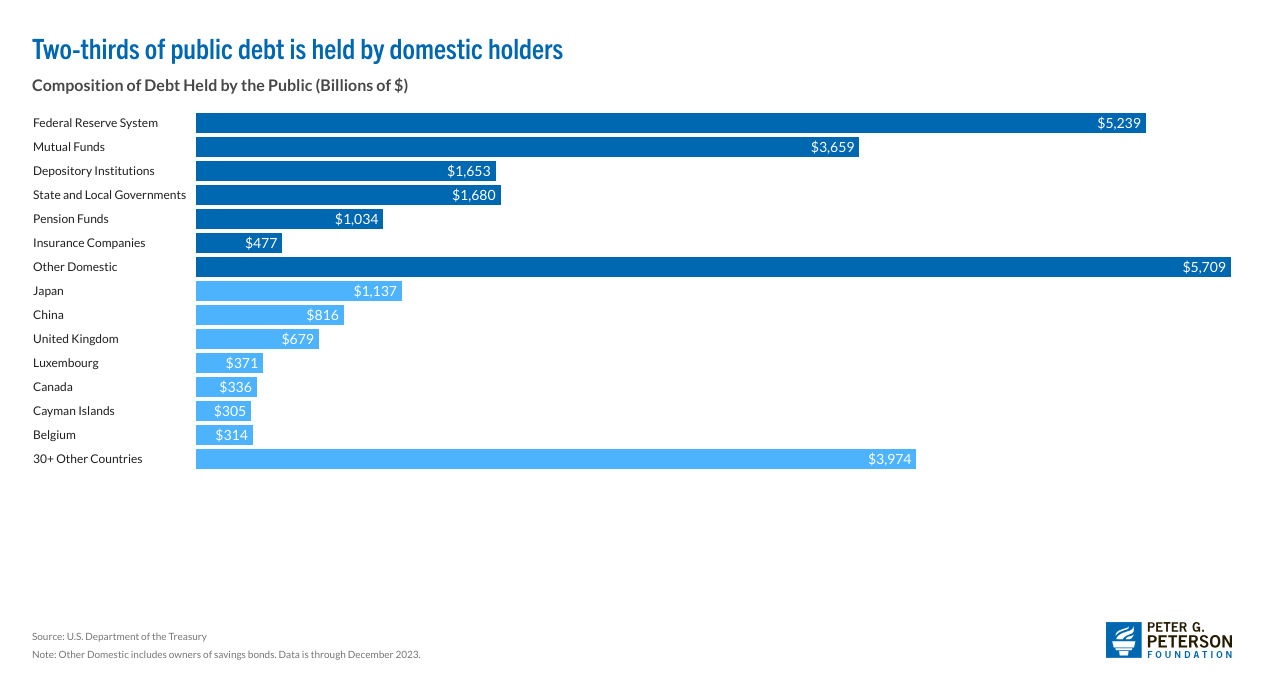 Two-thirds of public debt is held by domestic holders
Composition of Debt Held by the Public (Billions of $)
Federal Reserve System $5,239
Mutual Funds $3,659
Depository Institutions $1,653
State and Local Governments $1,680
Pension Funds $1,034
Insurance Companies $477
Other Domestic $5,709
Japan $1,137
China $816
United Kingdom $679
Luxembourg $371
Canada $336
Cayman Islands $305
Belgium $314
30+ Other Countries $3,974
Source: U.S. Department of the Treasury
Note: Other Domestic includes owners of savings bonds. Data is through December 2023.
PETER G.
PETERSON
FOUNDATION